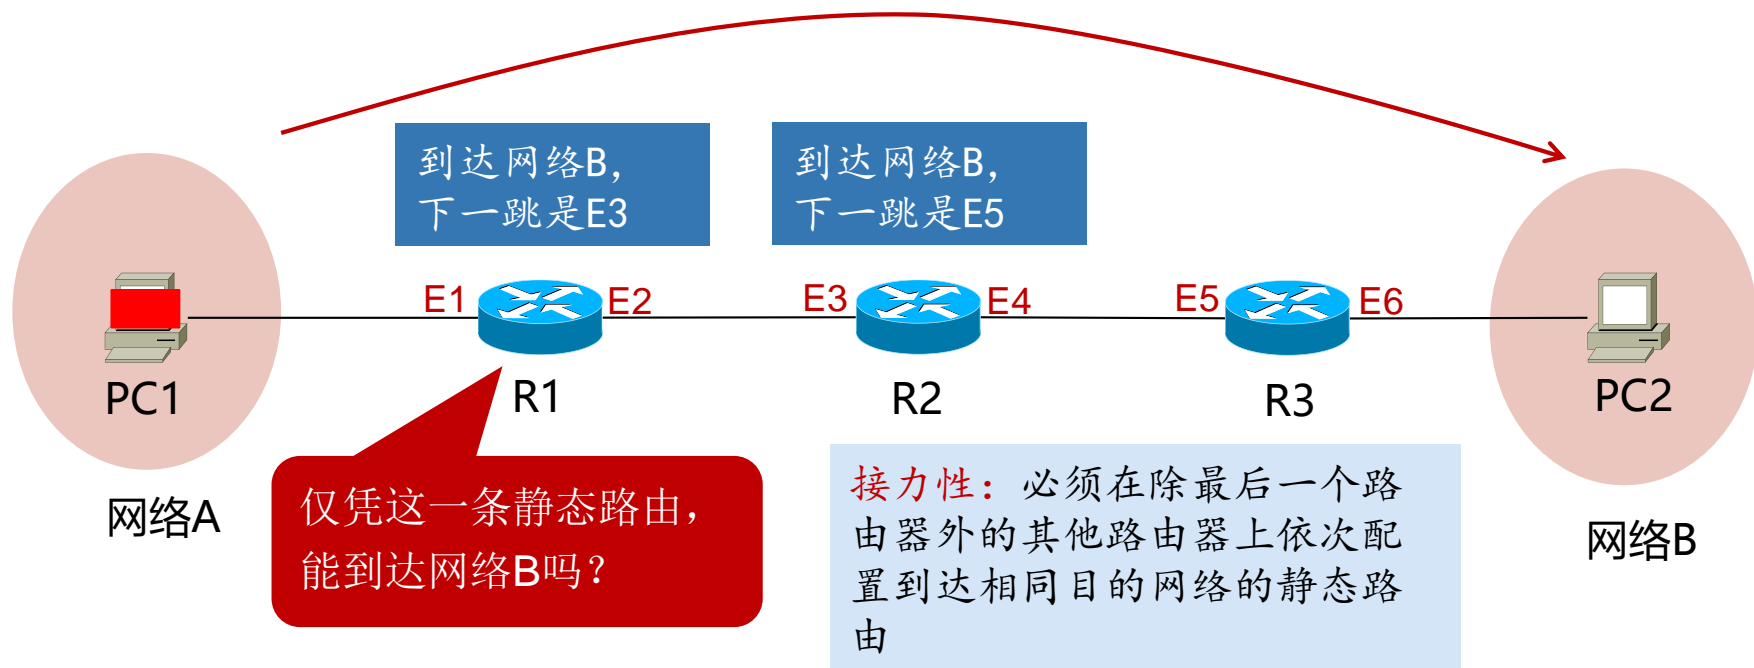 到达网络B，
下一跳是E3
到达网络B，
下一跳是E5
E1
E2
E3
E4
E5
E6
PC1
R1
R2
R3
PC2
网络A
仅凭这一条静态路由，
能到达网络B吗？
接力性：必须在除最后一个路
由器外的其他路由器上依次配
置到达相同目的网络的静态路
由
网络B